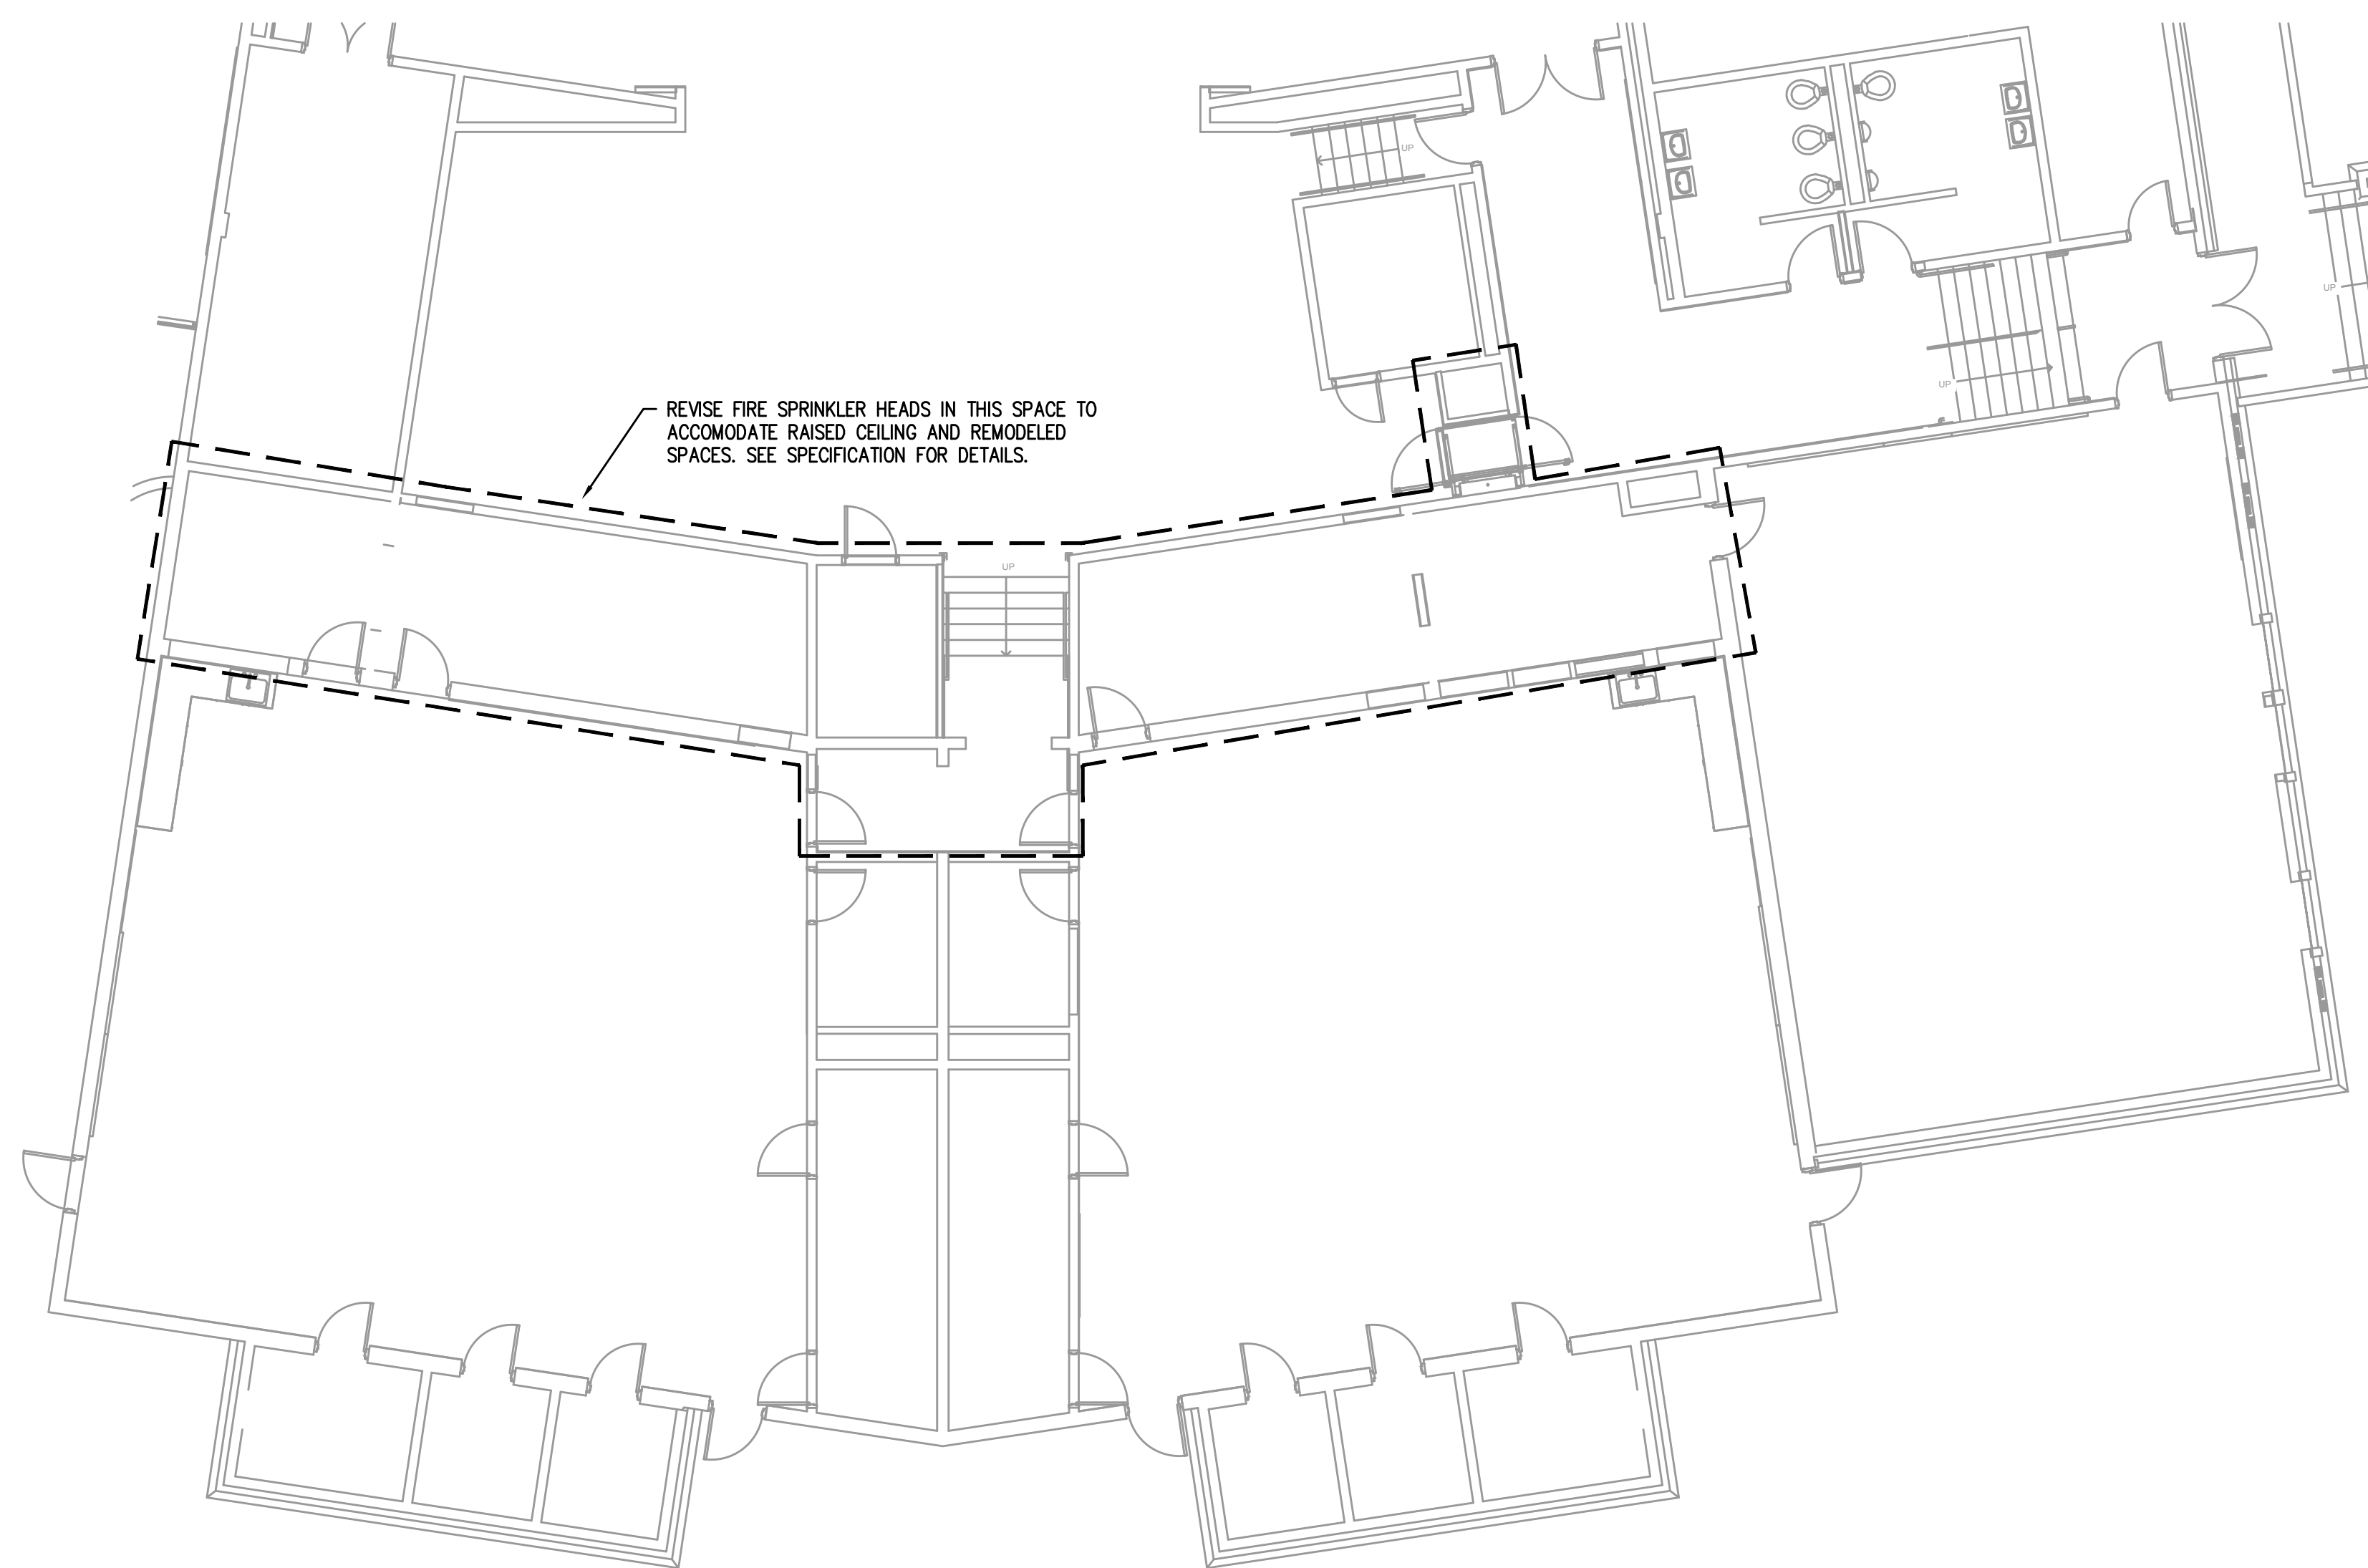 UP
UP
UP
REVISE FIRE SPRINKLER HEADS IN THIS SPACE TO
ACCOMODATE RAISED CEILING AND REMODELED
SPACES. SEE SPECIFICATION FOR DETAILS.
UP